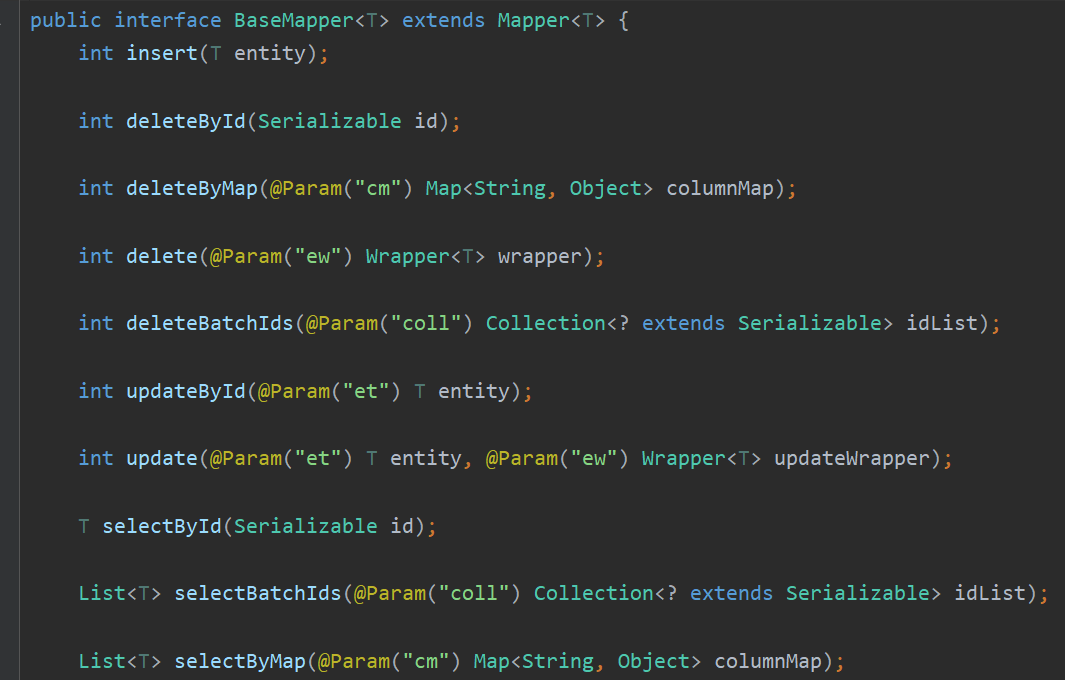 public interface BaseMapper<T> extends Mapper<T> {
int insert(T entity);
int deleteById(Serializable id);
int deleteByMap(@Param("cm") Map<String, Object> columnMap);
int delete(@Param("ew") Wrapper<T> wrapper);
int deleteBatchIds(@Param("coll") Collection<? extends Serializable> idList);
int updateById(@Param("et") T entity);
int update(@Param("et") T entity, @Param("ew") Wrapper<T> updateWrapper);
T selectById(Serializable id);
List<T> selectBatchIds(@Param("coll") Collection<? extends Serializable> idList);
List<T> selectByMap(@Param("cm") Map<String, Object> columnMap);